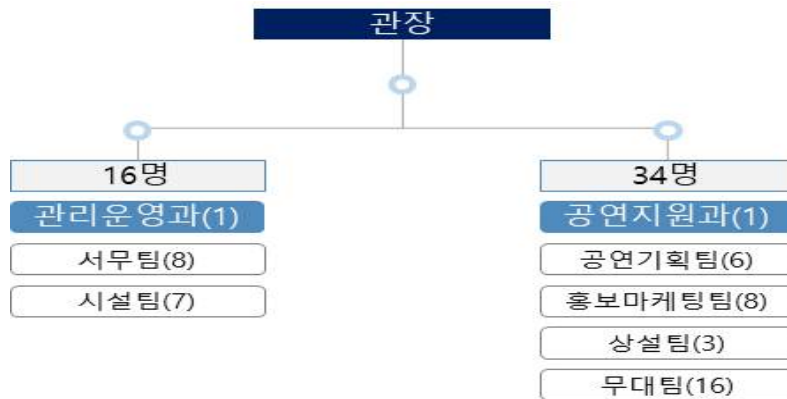 관장
16명
관리운영과(1)
서무팀(8)
시설팀(7)
34명
공연지원과(1)
공연기획팀(6)
홍보마케팅팀(8)
상설팀(3)
무대팀(16)